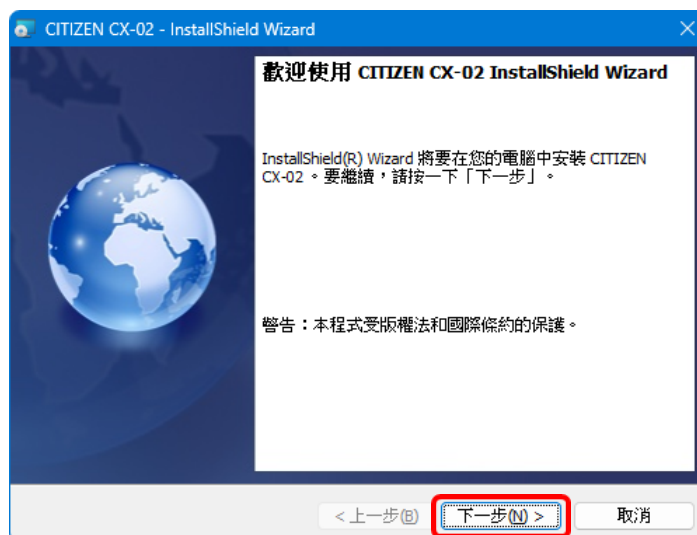 CITIZEN CX-02 - InstallShield Wizard
歡迎使用 CITIZEN CX-02 InstallShield Wizard
InstallShield(R) Wizard 將要在您的電腦中安裝 CITIZEN
CX-02。要繼續，請按一下「下一步」。
警告：本程式受版權法和國際條約的保護。
<上一步(B) 下一步(N) > 取消